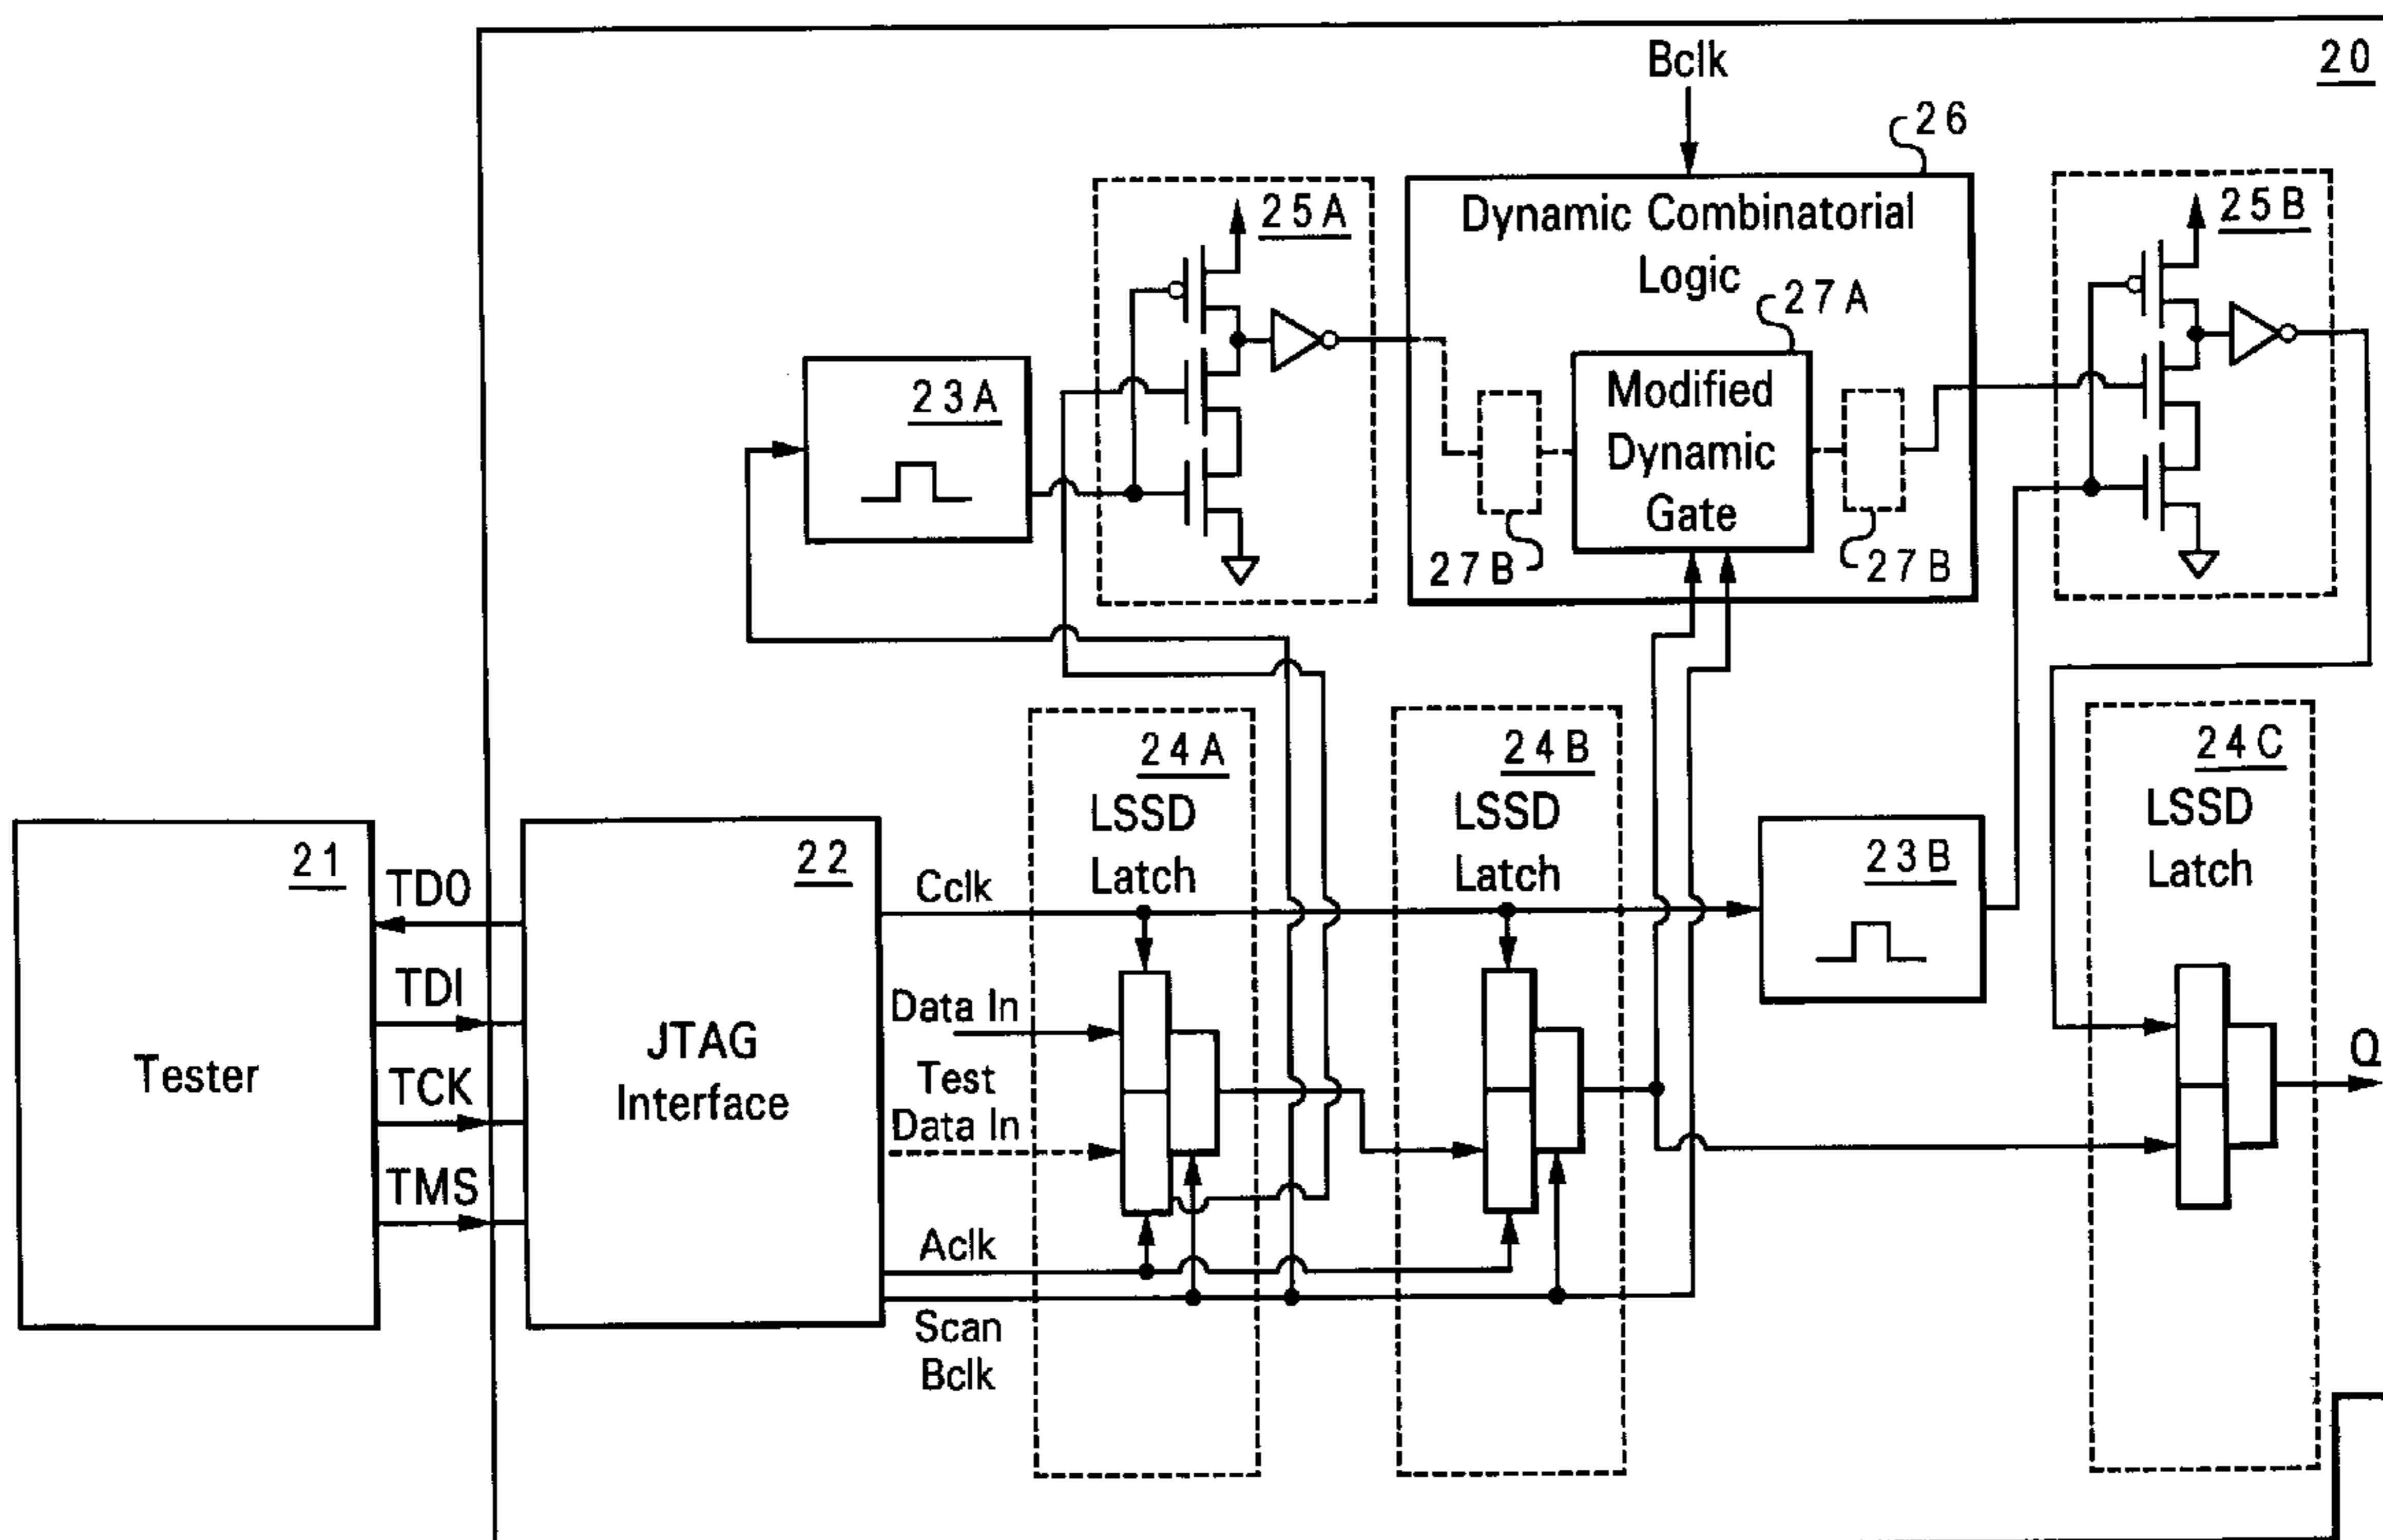 20
Bclk
26
25A
Dynamic Combinatorial
Logic
27A
25B
23A
Modified
Dynamic
Gate
27B
27B
24A
LSSD
Latch
24B
LSSD
Latch
24C
LSSD
Latch
21
TDO
TDI
TCK
TMS
Tester
22
JTAG
Interface
Cclk
23B
Data In
Test
Data In
Q
Aclk
Scan
Bclk